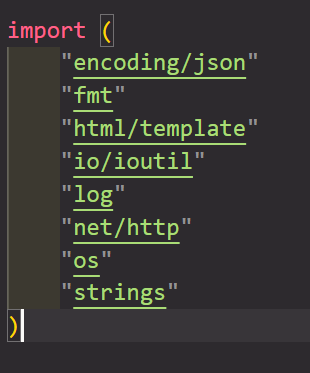 import (
"encoding/json"
"fmt"
"html/template"
"io/ioutil"
"log"
"net/http"
"os"
"strings"
)